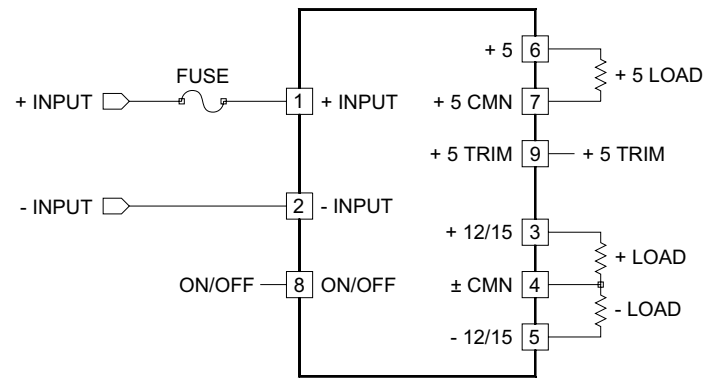 + 5 6
+ 5 LOAD
FUSE
+ INPUT 1 + INPUT
+ 5 CMN 7
+ 5 TRIM 9 + 5 TRIM
- INPUT 2 - INPUT
+ 12/15 3
+ LOAD
ON/OFF 8 ON/OFF
± CMN 4
- LOAD
- 12/15 5